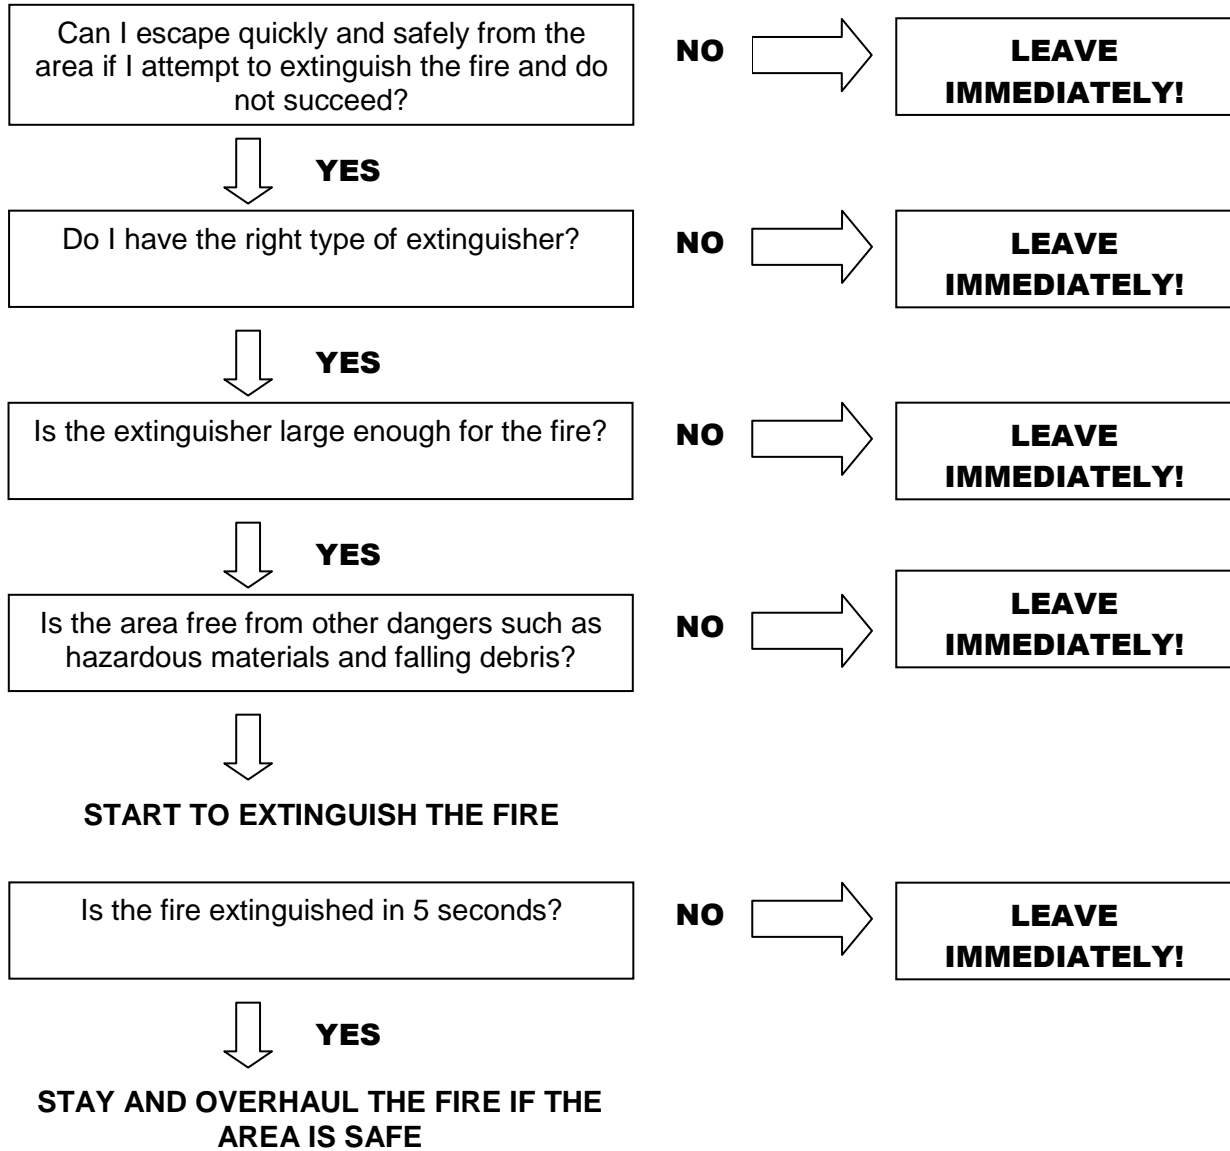 Can I escape quickly and safely from the
area if I attempt to extinguish the fire and do
not succeed?
NO
LEAVE
IMMEDIATELY!
YES
Do I have the right type of extinguisher?
NO
LEAVE
IMMEDIATELY!
YES
Is the extinguisher large enough for the fire?
NO
LEAVE
IMMEDIATELY!
YES
Is the area free from other dangers such as
hazardous materials and falling debris?
NO
LEAVE
IMMEDIATELY!
START TO EXTINGUISH THE FIRE
Is the fire extinguished in 5 seconds?
NO
LEAVE
IMMEDIATELY!
YES
STAY AND OVERHAUL THE FIRE IF THE
AREA IS SAFE